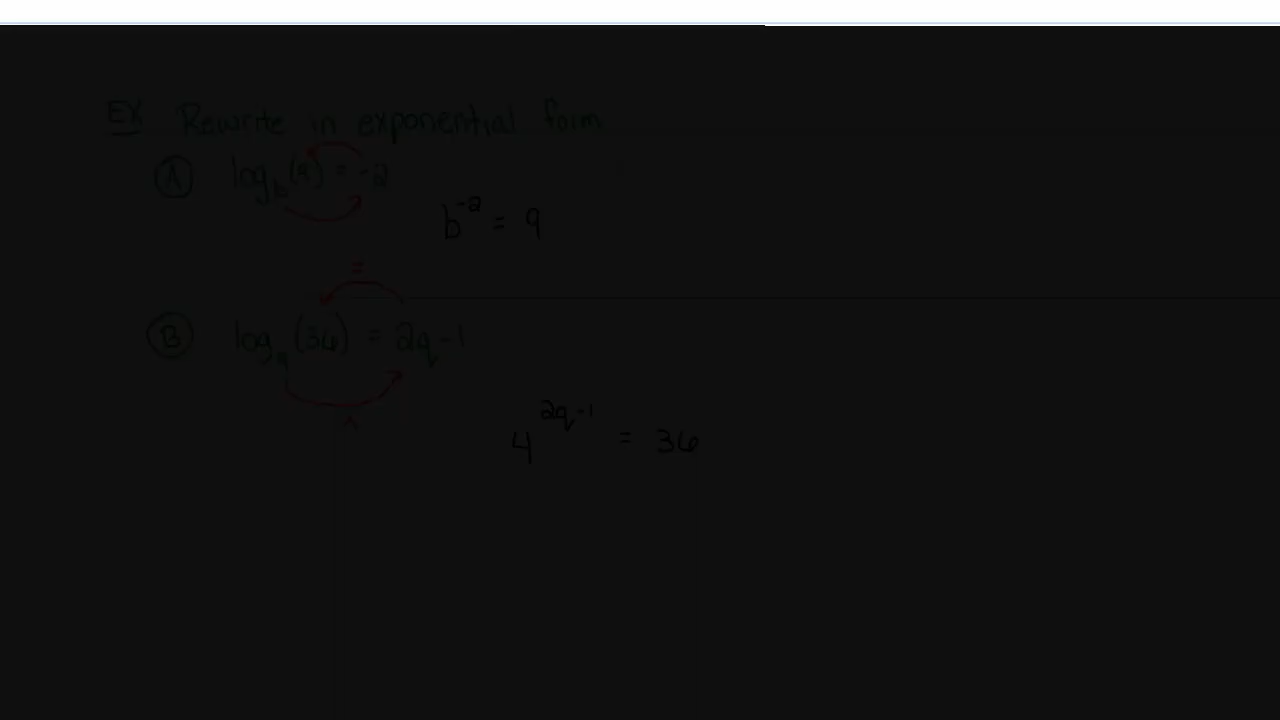 EX Rewrite in exponential form
A log_b(9) = -2
b^-2 = 9
=
B log_4(36) = 2q-1
^
4^2q-1 = 36